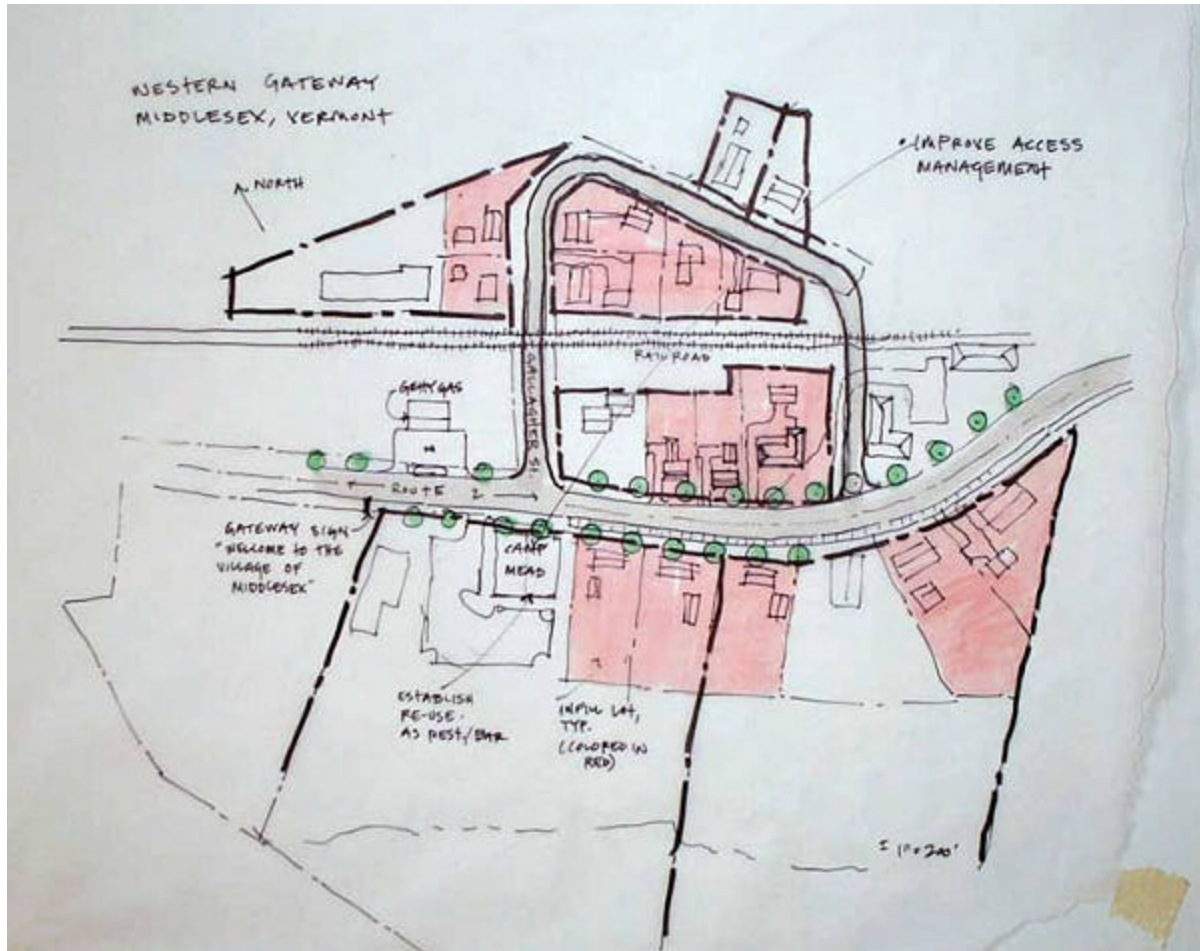 WESTERN GATEWAY
MIDDLESEX, VERMONT
A. NORTH
• IMPROVE ACCESS
MANAGEMENT
RAILROAD
GALLAGHER ST.
GAS
ROUTE 2
GATEWAY SIGN
"WELCOME TO THE
VILLAGE OF
MIDDLESEX"
CAMP
MEAD
ESTABLISH
RE-USE
AS REST/BAR
INFILL LOT,
TYP.
(COLORED IN
RED)
± 1"=200'